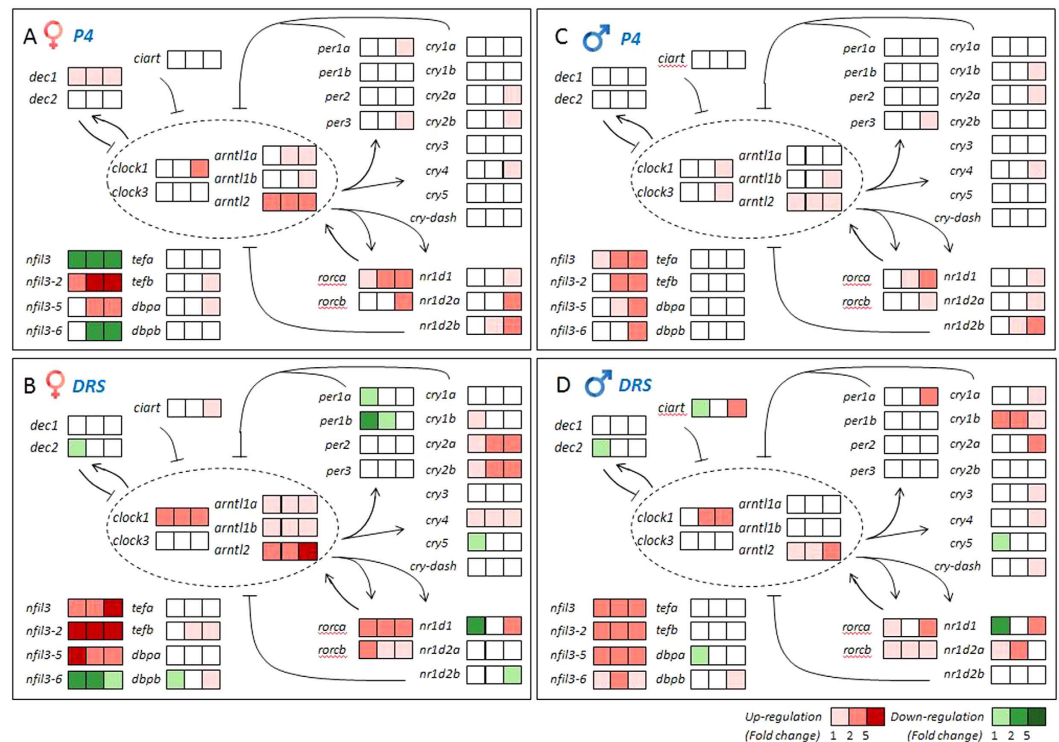 A ♀ P4
ciart
dec1
dec2
per1a
per1b
per2
per3
cry1a
cry1b
cry2a
cry2b
cry3
cry4
cry5
cry-dash
clock1
clock3
arntl1a
arntl1b
arntl2
nfil3
nfil3-2
nfil3-5
nfil3-6
tefa
tefb
dbpa
dbpb
rorca
rorcb
nr1d1
nr1d2a
nr1d2b
C ♂ P4
ciart
dec1
dec2
per1a
per1b
per2
per3
cry1a
cry1b
cry2a
cry2b
cry3
cry4
cry5
cry-dash
clock1
clock3
arntl1a
arntl1b
arntl2
nfil3
nfil3-2
nfil3-5
nfil3-6
tefa
tefb
dbpa
dbpb
rorca
rorcb
nr1d1
nr1d2a
nr1d2b
B ♀ DRS
ciart
dec1
dec2
per1a
per1b
per2
per3
cry1a
cry1b
cry2a
cry2b
cry3
cry4
cry5
cry-dash
clock1
clock3
arntl1a
arntl1b
arntl2
nfil3
nfil3-2
nfil3-5
nfil3-6
tefa
tefb
dbpa
dbpb
rorca
rorcb
nr1d1
nr1d2a
nr1d2b
D ♂ DRS
ciart
dec1
dec2
per1a
per1b
per2
per3
cry1a
cry1b
cry2a
cry2b
cry3
cry4
cry5
cry-dash
clock1
clock3
arntl1a
arntl1b
arntl2
nfil3
nfil3-2
nfil3-5
nfil3-6
tefa
tefb
dbpa
dbpb
rorca
rorcb
nr1d1
nr1d2a
nr1d2b
Up-regulation Down-regulation
(Fold change) 1 2 5 (Fold change) 1 2 5